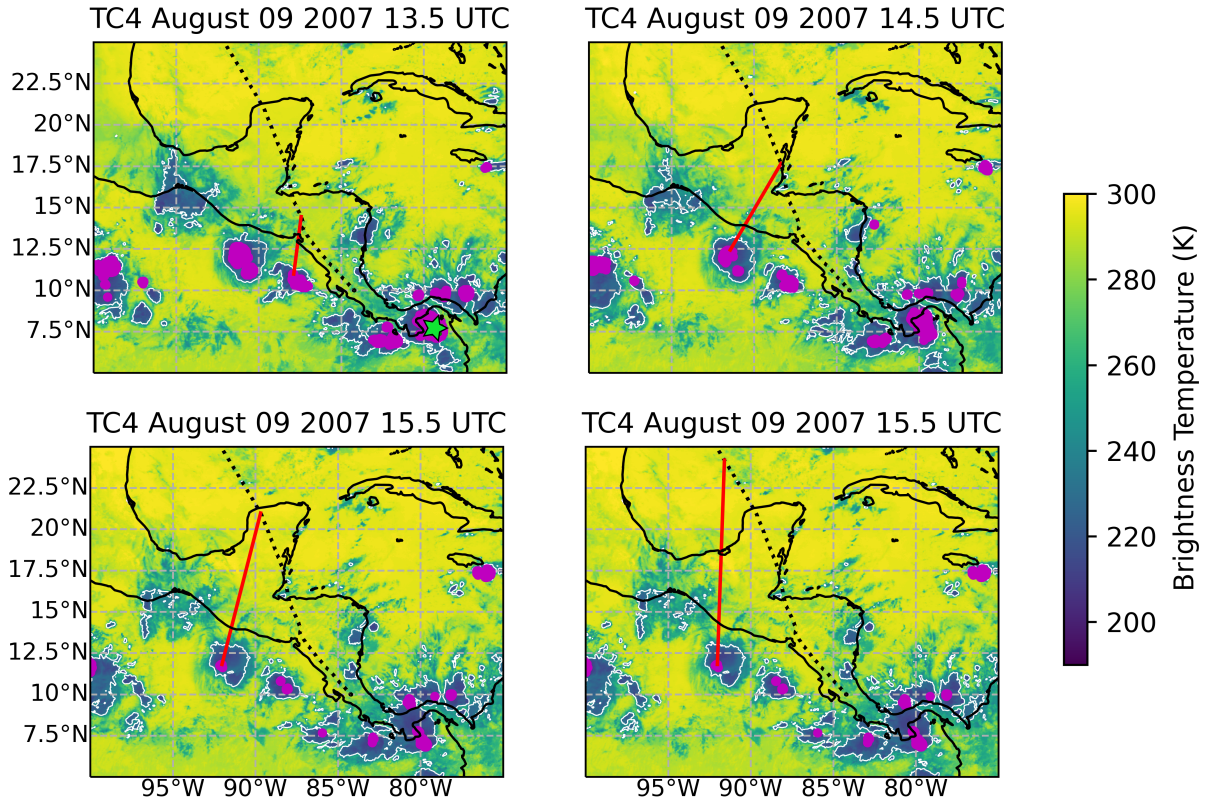 TC4 August 09 2007 13.5 UTC
TC4 August 09 2007 14.5 UTC
22.5°N
20°N
17.5°N
15°N
12.5°N
10°N
7.5°N
300
280
260
240
220
200
Brightness Temperature (K)
TC4 August 09 2007 15.5 UTC
TC4 August 09 2007 15.5 UTC
22.5°N
20°N
17.5°N
15°N
12.5°N
10°N
7.5°N
95°W 90°W 85°W 80°W
95°W 90°W 85°W 80°W